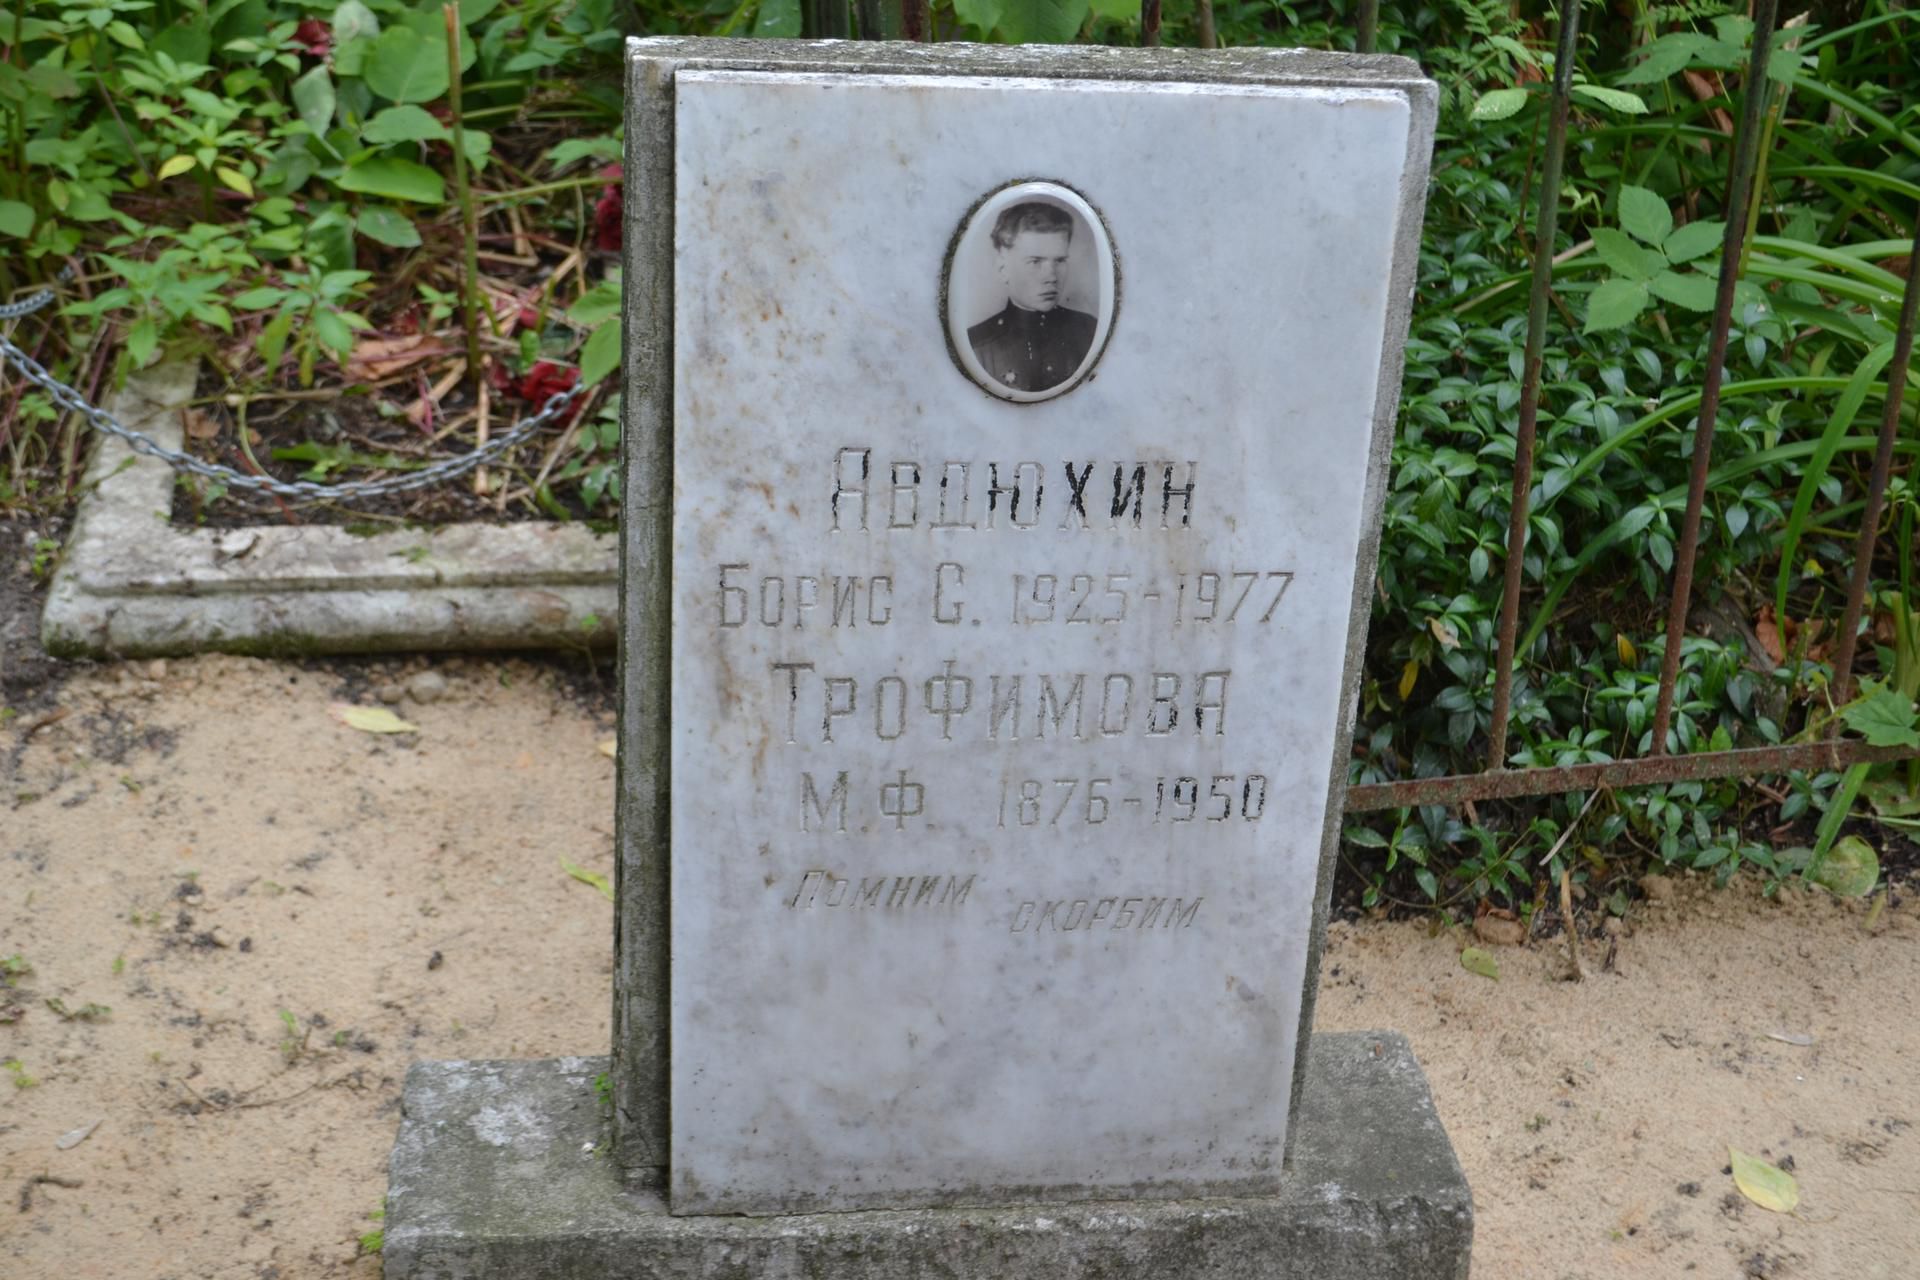 Авдюхин
Борис С. 1925-1977
Трофимова
М.Ф. 1876-1950
Помним
скорбим